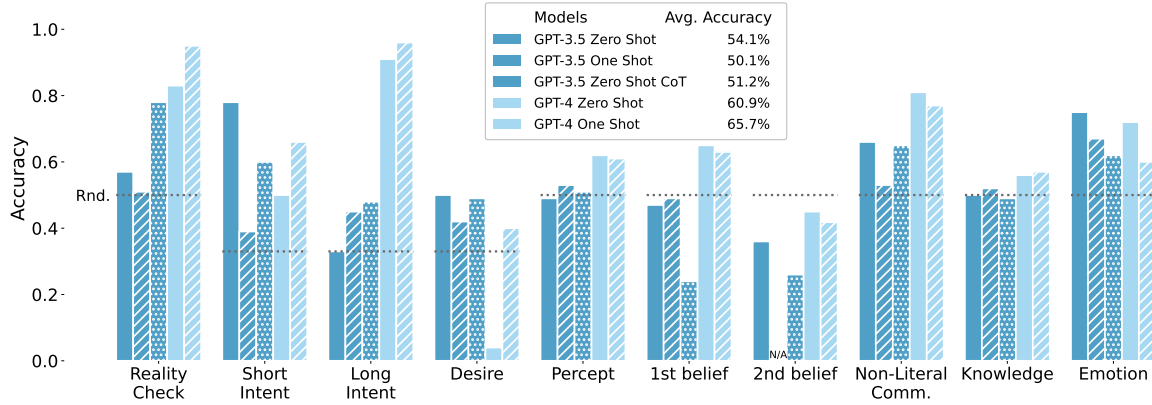 Models Avg. Accuracy
GPT-3.5 Zero Shot 54.1%
GPT-3.5 One Shot 50.1%
GPT-3.5 Zero Shot CoT 51.2%
GPT-4 Zero Shot 60.9%
GPT-4 One Shot 65.7%
Accuracy
1.0
0.8
0.6
Rnd.
0.4
0.2
0.0
N/A
Reality Check
Short Intent
Long Intent
Desire
Percept
1st belief
2nd belief
Non-Literal Comm.
Knowledge
Emotion